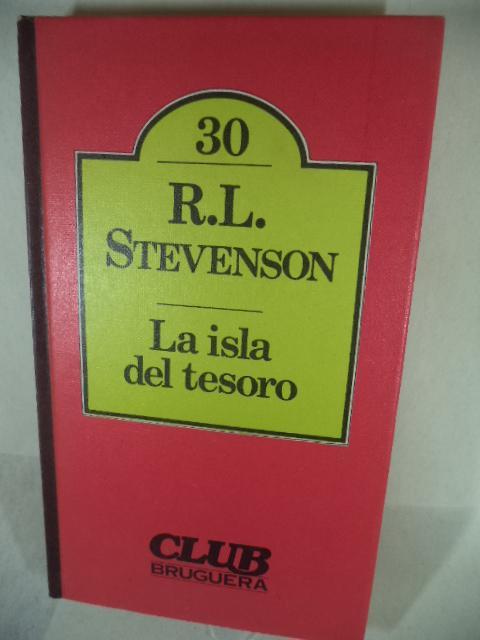 30
R.L.
STEVENSON
La isla
del tesoro
CLUB
BRUGUERA